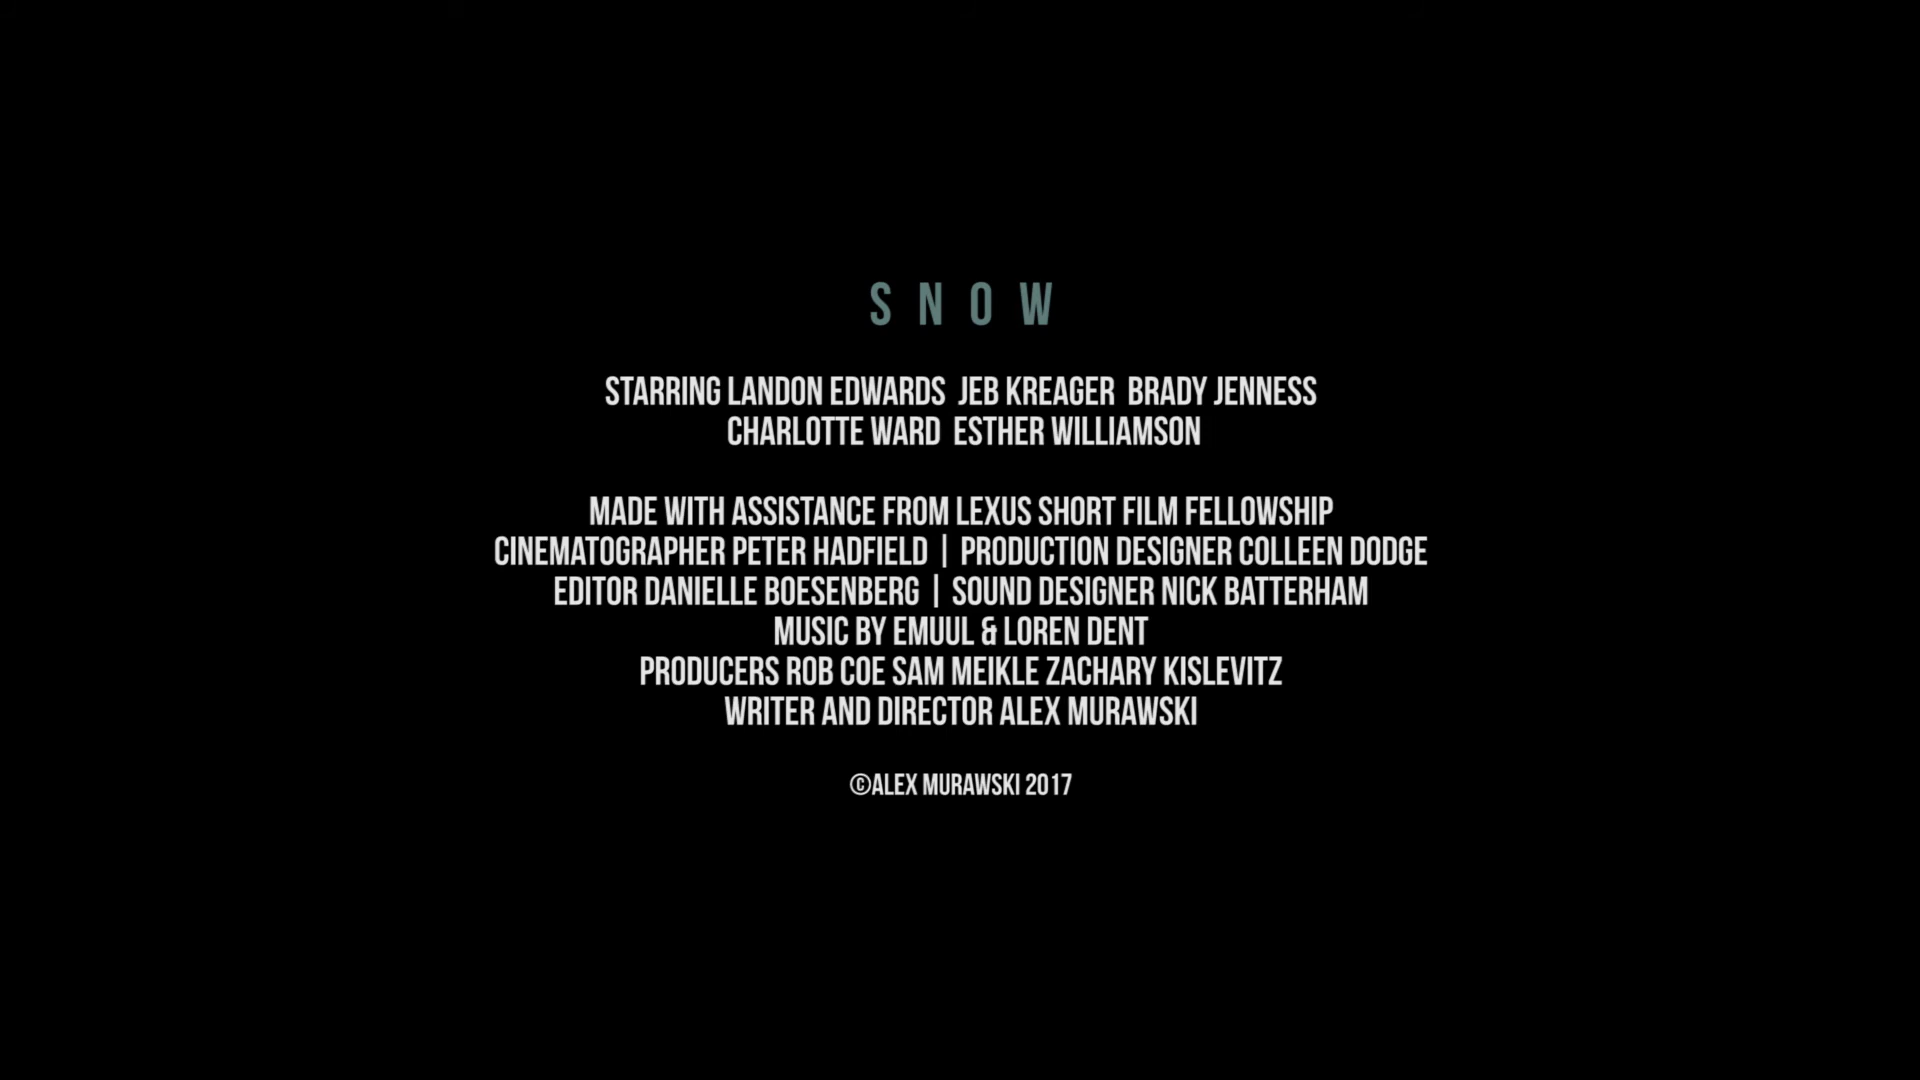 SNOW
STARRING LANDON EDWARDS JEB KREAGER BRADY JENNESS
CHARLOTTE WARD ESTHER WILLIAMSON
MADE WITH ASSISTANCE FROM LEXUS SHORT FILM FELLOWSHIP
CINEMATOGRAPHER PETER HADFIELD | PRODUCTION DESIGNER COLLEEN DODGE
EDITOR DANIELLE BOESENBERG | SOUND DESIGNER NICK BATTERHAM
MUSIC BY EMUUL & LOREN DENT
PRODUCERS ROB COE SAM MEIKLE ZACHARY KISLEVITZ
WRITER AND DIRECTOR ALEX MURAWSKI
©ALEX MURAWSKI 2017